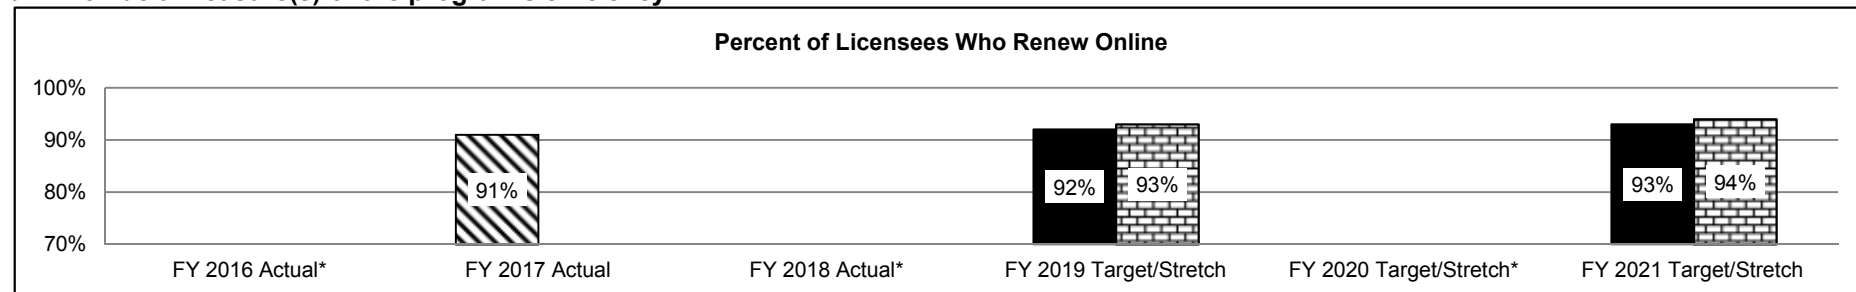 Percent of Licensees Who Renew Online
100%
90%
80%
70%
91%
92%
93%
93%
94%
FY 2016 Actual*
FY 2017 Actual
FY 2018 Actual*
FY 2019 Target/Stretch
FY 2020 Target/Stretch*
FY 2021 Target/Stretch